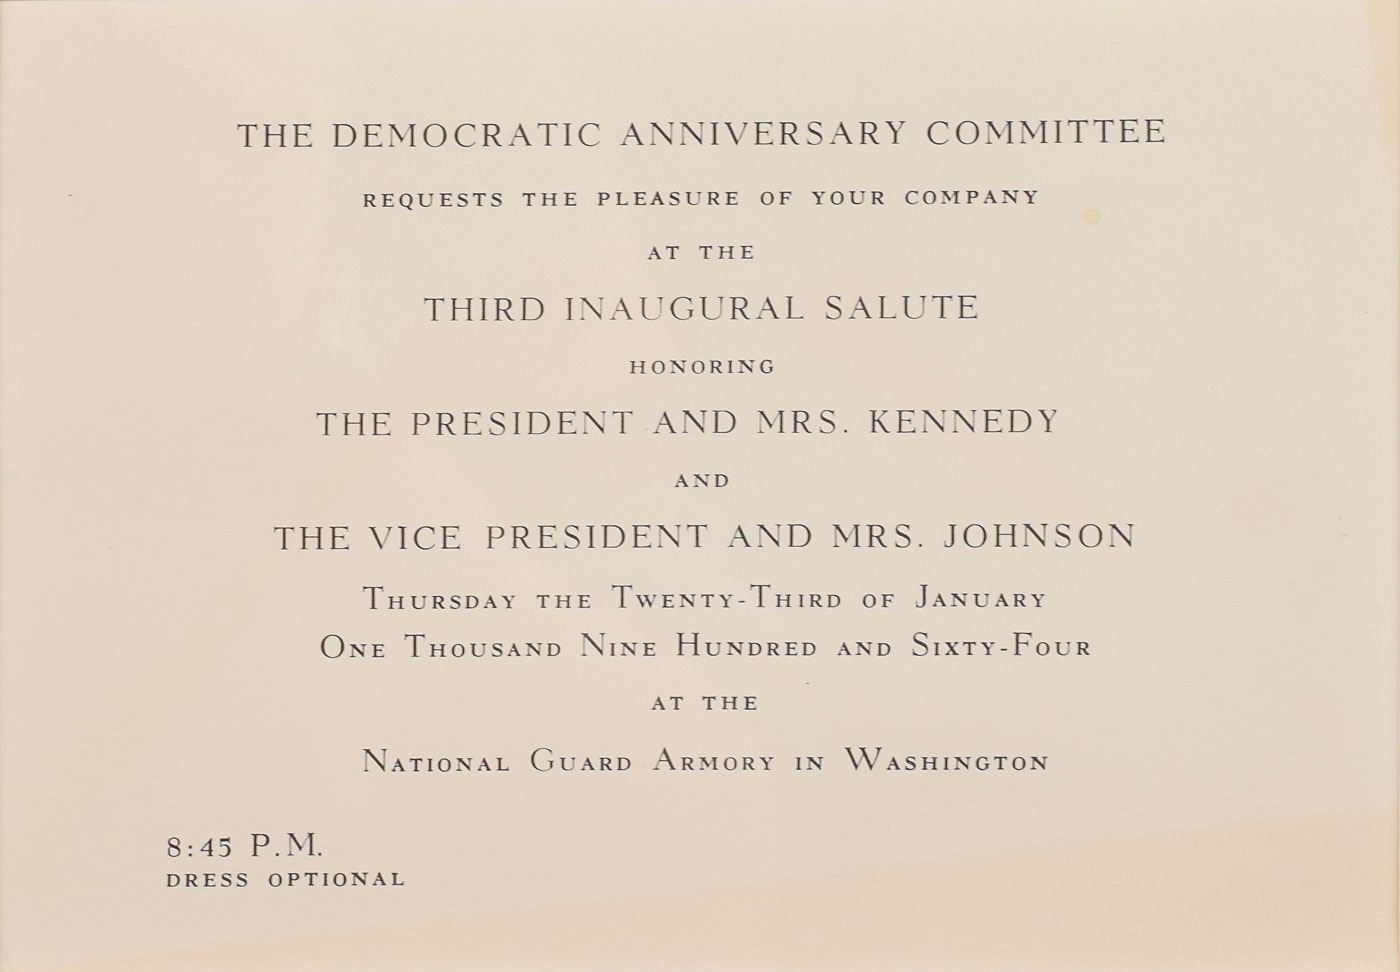 THE DEMOCRATIC ANNIVERSARY COMMITTEE
REQUESTS THE PLEASURE OF YOUR COMPANY
AT THE
THIRD INAUGURAL SALUTE
HONORING
THE PRESIDENT AND MRS. KENNEDY
AND
THE VICE PRESIDENT AND MRS. JOHNSON
THURSDAY THE TWENTY-THIRD OF JANUARY
ONE THOUSAND NINE HUNDRED AND SIXTY-FOUR
AT THE
NATIONAL GUARD ARMORY IN WASHINGTON
8:45 P.M.
DRESS OPTIONAL